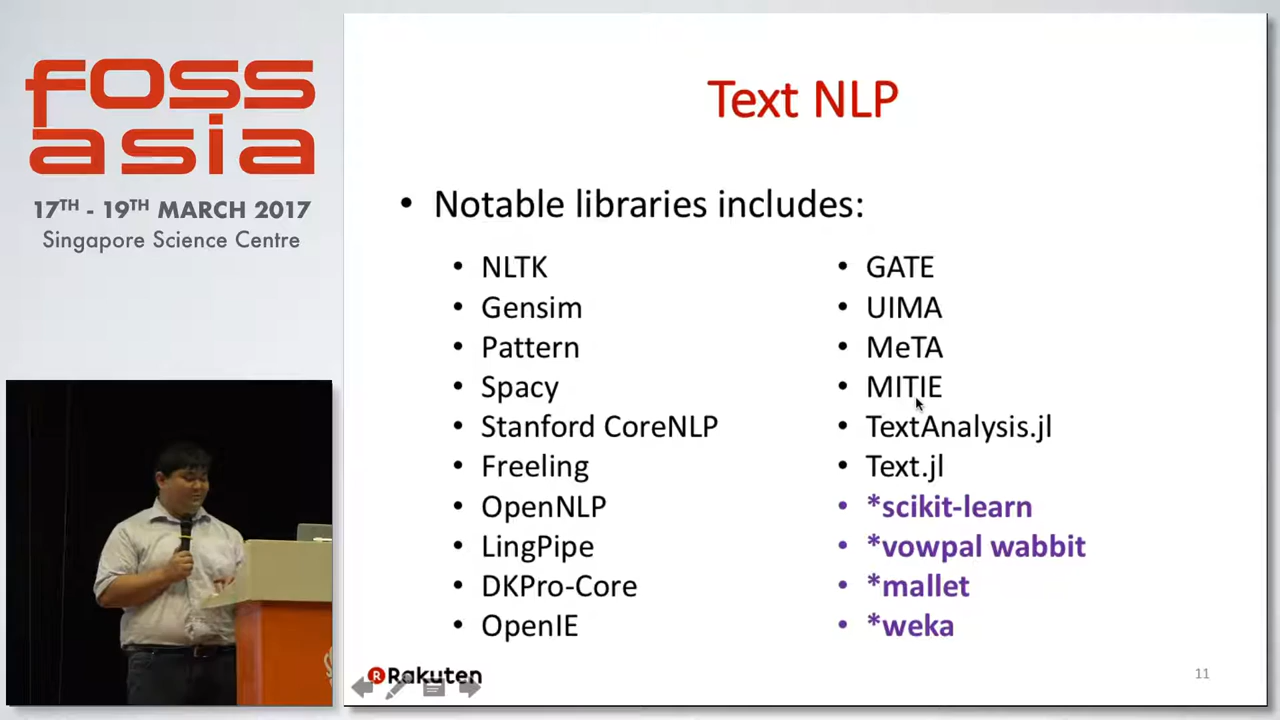 foss
asia
17TH - 19TH MARCH 2017
Singapore Science Centre
Text NLP
• Notable libraries includes:
• NLTK
• Gensim
• Pattern
• Spacy
• Stanford CoreNLP
• Freeling
• OpenNLP
• LingPipe
• DKPro-Core
• OpenIE
• GATE
• UIMA
• MeTA
• MITIE
• TextAnalysis.jl
• Text.jl
• *scikit-learn
• *vowpal wabbit
• *mallet
• *weka
R Rakuten
11